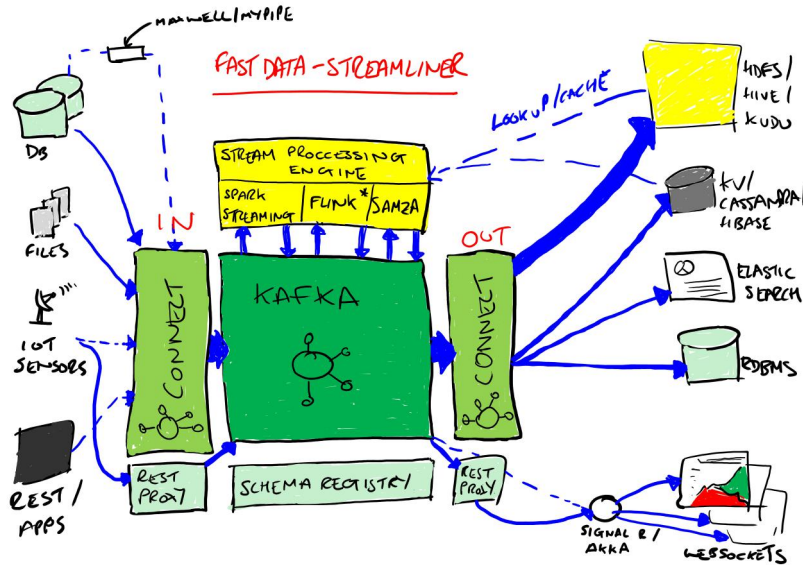 MAXWELL/MYPIPE
FAST DATA - STREAMLINER
DB
LOOKUP/CACHE
HDFS/
HIVE/
KUDU
STREAM PROCCESSING
ENGINE
SPARK
STREAMING
FLINK*
SAMZA
FILES
IN
OUT
KV/
CASSANDRA/
HBASE
CONNECT
KAFKA
CONNECT
ELASTIC
SEARCH
IOT
SENSORS
RDBMS
REST/
APPS
REST
PROXY
SCHEMA REGISTRY
REST
PROXY
SIGNAL R/
AKKA
WEBSOCKETS